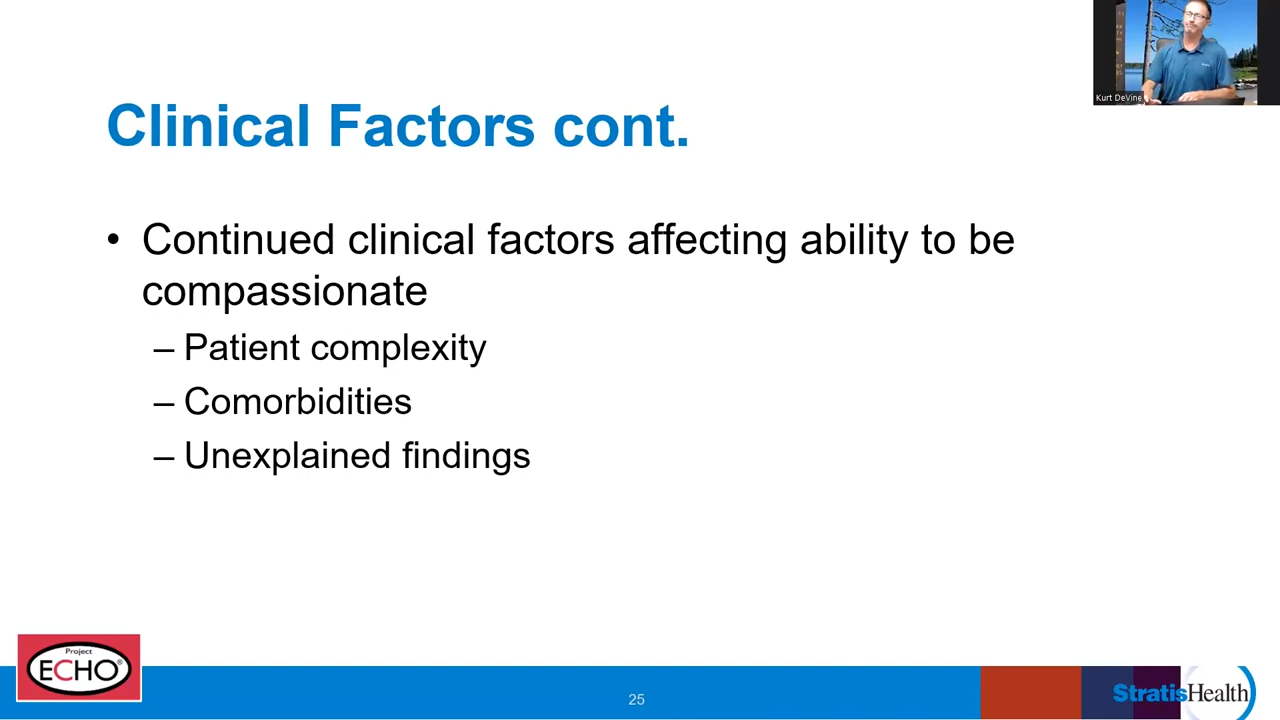 Kurt DeVine
Clinical Factors cont.
• Continued clinical factors affecting ability to be
compassionate
– Patient complexity
– Comorbidities
– Unexplained findings
Project
ECHO®
25
StratisHealth